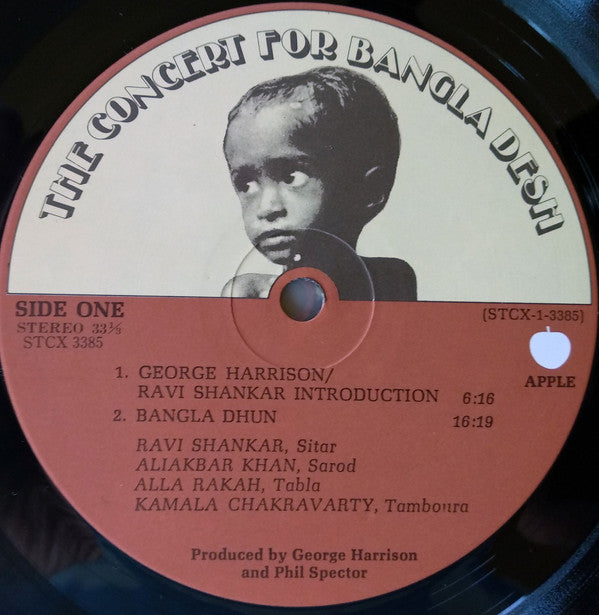 THE CONCERT FOR BANGLA DESH
SIDE ONE
STEREO 33⅓
STCX 3385
(STCX-1-3385)
APPLE
1. GEORGE HARRISON/
RAVI SHANKAR INTRODUCTION 6:16
2. BANGLA DHUN 16:19
RAVI SHANKAR, Sitar
ALIAKBAR KHAN, Sarod
ALLA RAKAH, Tabla
KAMALA CHAKRAVARTY, Tamboura
Produced by George Harrison
and Phil Spector